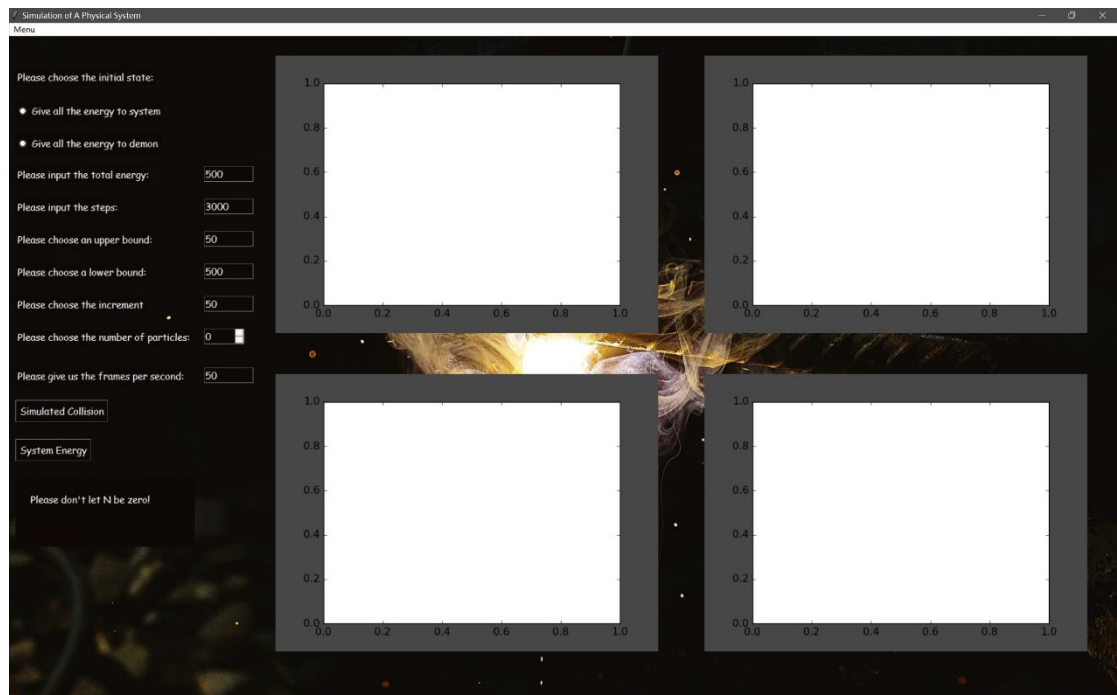 Simulation of A Physical System
Menu
Please choose the initial state:
Give all the energy to system
Give all the energy to demon
Please input the total energy: 500
Please input the steps: 3000
Please choose an upper bound: 50
Please choose a lower bound: 500
Please choose the increment 50
Please choose the number of particles: 0
Please give us the frames per second: 50
Simulated Collision
System Energy
Please don't let N be zero!
1.0
0.8
0.6
0.4
0.2
0.0
0.0 0.2 0.4 0.6 0.8 1.0
1.0
0.8
0.6
0.4
0.2
0.0
0.0 0.2 0.4 0.6 0.8 1.0
1.0
0.8
0.6
0.4
0.2
0.0
0.0 0.2 0.4 0.6 0.8 1.0
1.0
0.8
0.6
0.4
0.2
0.0
0.0 0.2 0.4 0.6 0.8 1.0